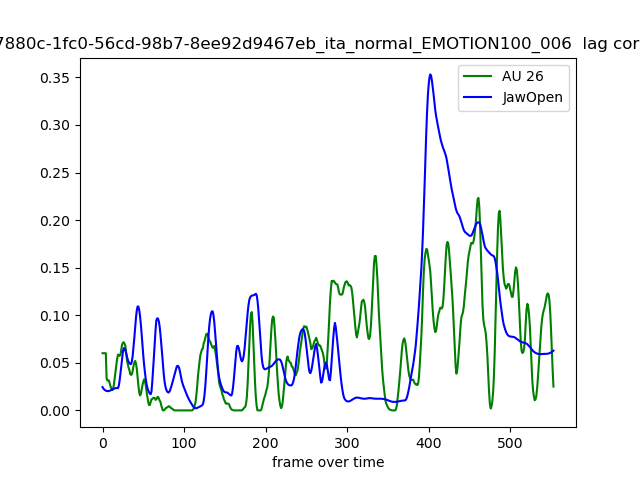 7880c-1fc0-56cd-98b7-8ee92d9467eb_ita_normal_EMOTION100_006 lag cor
AU 26
JawOpen
0.35
0.30
0.25
0.20
0.15
0.10
0.05
0.00
0 100 200 300 400 500
frame over time